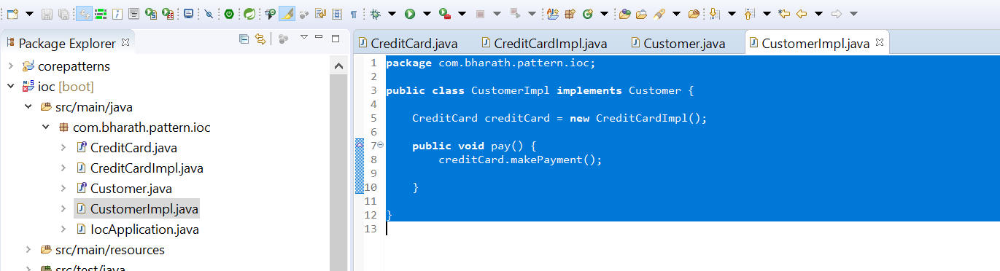 Package Explorer
corepatterns
ioc [boot]
src/main/java
com.bharath.pattern.ioc
CreditCard.java
CreditCardImpl.java
Customer.java
CustomerImpl.java
IocApplication.java
src/main/resources
src/test/java
CreditCard.java CreditCardImpl.java Customer.java CustomerImpl.java
1 package com.bharath.pattern.ioc;
2
3 public class CustomerImpl implements Customer {
4
5 CreditCard creditCard = new CreditCardImpl();
6
7 public void pay() {
8 creditCard.makePayment();
9
10 }
11
12 }
13